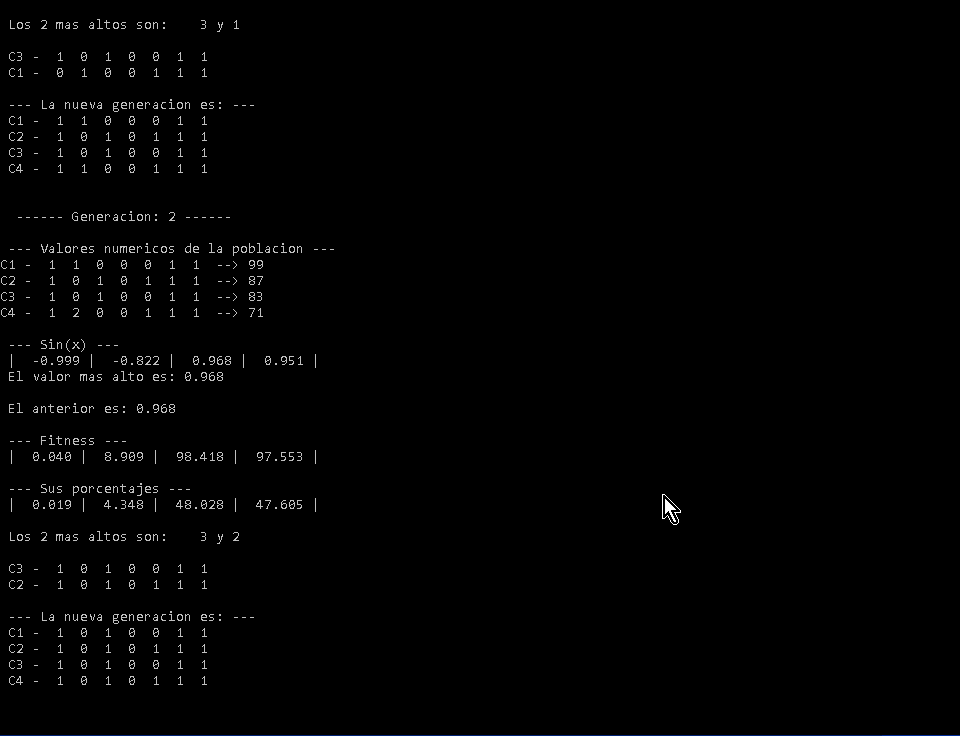 Los 2 mas altos son: 3 y 1
C3 - 1 0 1 0 0 1 1
C1 - 0 1 0 0 1 1 1
--- La nueva generacion es: ---
C1 - 1 1 0 0 0 1 1
C2 - 1 0 1 0 1 1 1
C3 - 1 0 1 0 0 1 1
C4 - 1 1 0 0 1 1 1
------ Generacion: 2 ------
--- Valores numericos de la poblacion ---
C1 - 1 1 0 0 0 1 1 --> 99
C2 - 1 0 1 0 1 1 1 --> 87
C3 - 1 0 1 0 0 1 1 --> 83
C4 - 1 2 0 0 1 1 1 --> 71
--- Sin(x) ---
| -0.999 | -0.822 | 0.968 | 0.951 |
El valor mas alto es: 0.968
El anterior es: 0.968
--- Fitness ---
| 0.040 | 8.909 | 98.418 | 97.553 |
--- Sus porcentajes ---
| 0.019 | 4.348 | 48.028 | 47.605 |
Los 2 mas altos son: 3 y 2
C3 - 1 0 1 0 0 1 1
C2 - 1 0 1 0 1 1 1
--- La nueva generacion es: ---
C1 - 1 0 1 0 0 1 1
C2 - 1 0 1 0 1 1 1
C3 - 1 0 1 0 0 1 1
C4 - 1 0 1 0 1 1 1